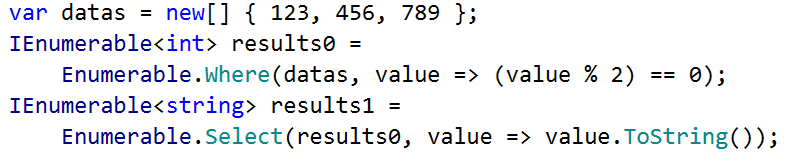 var datas = new[] { 123, 456, 789 };
IEnumerable<int> results0 =
    Enumerable.Where(datas, value => (value % 2) == 0);
IEnumerable<string> results1 =
    Enumerable.Select(results0, value => value.ToString());